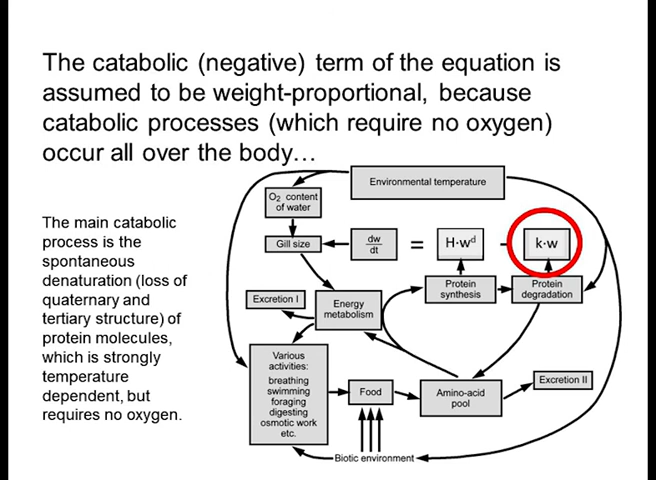 The catabolic (negative) term of the equation is
assumed to be weight-proportional, because
catabolic processes (which require no oxygen)
occur all over the body…
The main catabolic
process is the
spontaneous
denaturation (loss of
quaternary and
tertiary structure) of
protein molecules,
which is strongly
temperature
dependent, but
requires no oxygen.
Environmental temperature
O₂ content
of water
Gill size
dw
dt
=
H·wᵈ
-
k·w
Protein
synthesis
Protein
degradation
Excretion I
Energy
metabolism
Various
activities:
breathing
swimming
foraging
digesting
osmotic work
etc.
Food
Amino-acid
pool
Excretion II
Biotic environment